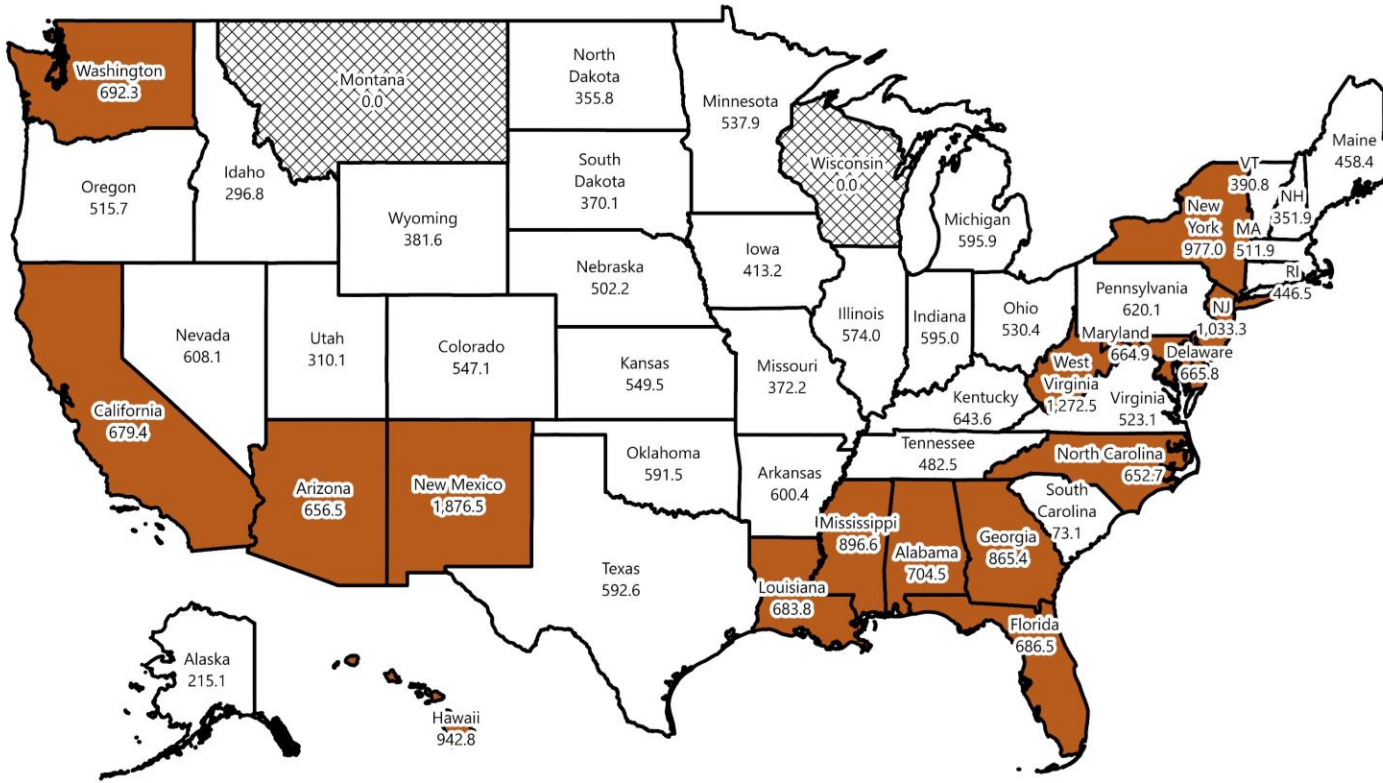 Washington
692.3
Montana
0.0
North
Dakota
355.8
Minnesota
537.9
Maine
458.4
Oregon
515.7
Idaho
296.8
South
Dakota
370.1
Wisconsin
0.0
Michigan
595.9
VT
390.8
NH
351.9
New
York
977.0
MA
511.9
RI
446.5
Wyoming
381.6
Iowa
413.2
Nebraska
502.2
Pennsylvania
620.1
NJ
1,033.3
Nevada
608.1
Utah
310.1
Colorado
547.1
Kansas
549.5
Missouri
372.2
Illinois
574.0
Indiana
595.0
Ohio
530.4
Maryland
664.9
Delaware
665.8
West
Virginia
1,272.5
Virginia
523.1
Kentucky
643.6
California
679.4
Arizona
656.5
New Mexico
1,876.5
Oklahoma
591.5
Arkansas
600.4
Tennessee
482.5
North Carolina
652.7
South
Carolina
73.1
Mississippi
896.6
Alabama
704.5
Georgia
865.4
Texas
592.6
Louisiana
683.8
Florida
686.5
Alaska
215.1
Hawaii
942.8